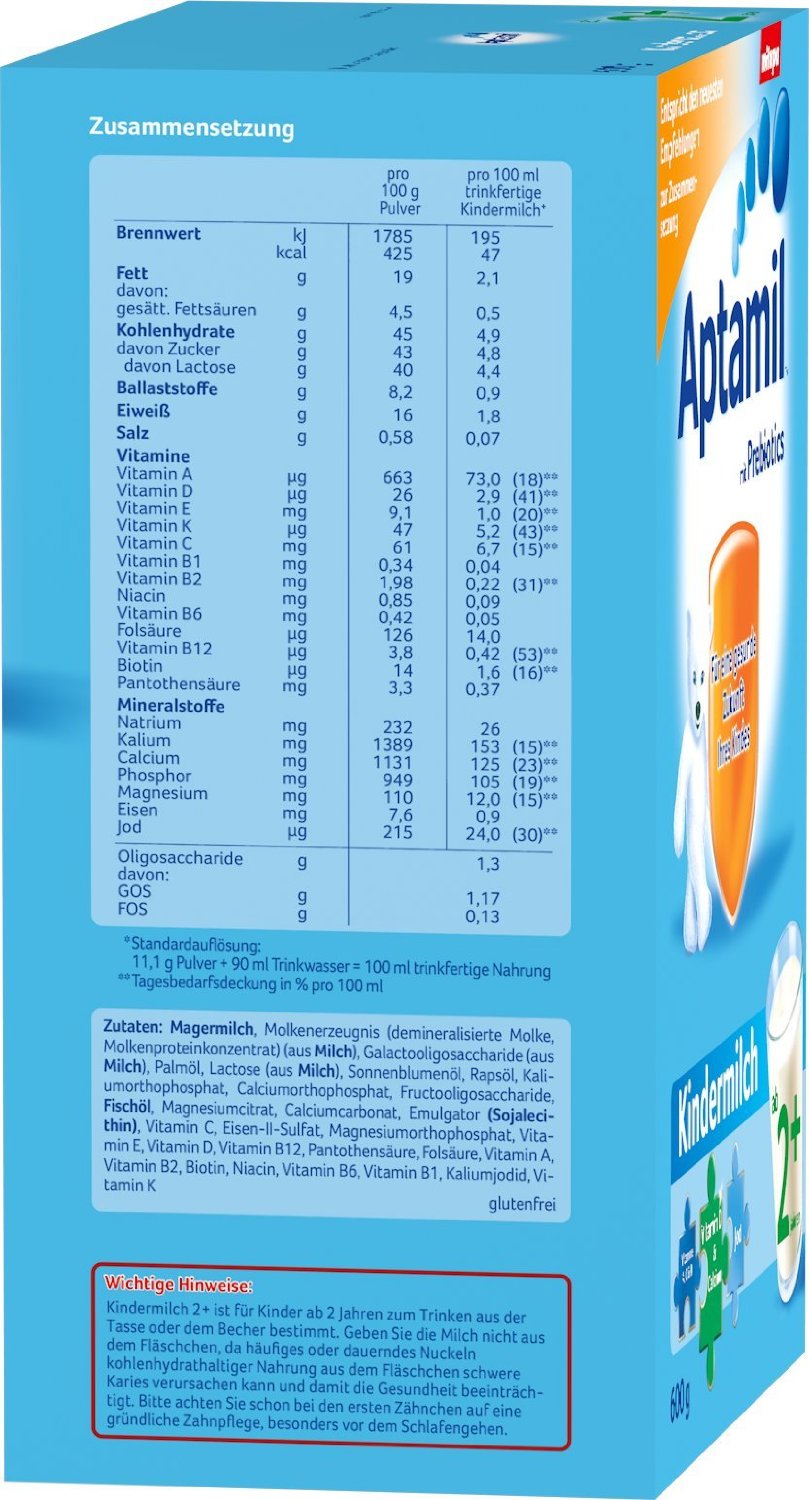 Zusammensetzung
pro 100 g Pulver pro 100 ml trinkfertige Kindermilch*
Brennwert kJ 1785 195
kcal 425 47
Fett g 19 2,1
davon:
gesätt. Fettsäuren g 4,5 0,5
Kohlenhydrate g 45 4,9
davon Zucker g 43 4,8
davon Lactose g 40 4,4
Ballaststoffe g 8,2 0,9
Eiweiß g 16 1,8
Salz g 0,58 0,07
Vitamine
Vitamin A µg 663 73,0 (18)**
Vitamin D µg 26 2,9 (41)**
Vitamin E mg 9,1 1,0 (20)**
Vitamin K µg 47 5,2 (43)**
Vitamin C mg 61 6,7 (15)**
Vitamin B1 mg 0,34 0,04
Vitamin B2 mg 1,98 0,22 (31)**
Niacin mg 0,85 0,09
Vitamin B6 mg 0,42 0,05
Folsäure µg 126 14,0
Vitamin B12 µg 3,8 0,42 (53)**
Biotin µg 14 1,6 (16)**
Pantothensäure mg 3,3 0,37
Mineralstoffe
Natrium mg 232 26
Kalium mg 1389 153 (15)**
Calcium mg 1131 125 (23)**
Phosphor mg 949 105 (19)**
Magnesium mg 110 12,0 (15)**
Eisen mg 7,6 0,9
Jod µg 215 24,0 (30)**
Oligosaccharide g 1,3
davon:
GOS g 1,17
FOS g 0,13
*Standardauflösung:
11,1 g Pulver + 90 ml Trinkwasser = 100 ml trinkfertige Nahrung
**Tagesbedarfsdeckung in % pro 100 ml
Zutaten: Magermilch, Molkenerzeugnis (demineralisierte Molke,
Molkenproteinkonzentrat) (aus Milch), Galactooligosaccharide (aus
Milch), Palmöl, Lactose (aus Milch), Sonnenblumenöl, Rapsöl, Kali-
umorthophosphat, Calciumorthophosphat, Fructooligosaccharide,
Fischöl, Magnesiumcitrat, Calciumcarbonat, Emulgator (Sojaleci-
thin), Vitamin C, Eisen-II-Sulfat, Magnesiumorthophosphat, Vita-
min E, Vitamin D, Vitamin B12, Pantothensäure, Folsäure, Vitamin A,
Vitamin B2, Biotin, Niacin, Vitamin B6, Vitamin B1, Kaliumjodid, Vi-
tamin K
glutenfrei
Wichtige Hinweise:
Kindermilch 2+ ist für Kinder ab 2 Jahren zum Trinken aus der
Tasse oder dem Becher bestimmt. Geben Sie die Milch nicht aus
dem Fläschchen, da häufiges oder dauerndes Nuckeln
kohlenhydrathaltiger Nahrung aus dem Fläschchen schwere
Karies verursachen kann und damit die Gesundheit beeinträch-
tigt. Bitte achten Sie schon bei den ersten Zähnchen auf eine
gründliche Zahnpflege, besonders vor dem Schlafengehen.
milupa
Entspricht den neuesten
Empfehlungen
zur Zusammen-
setzung
Aptamil
mit Prebiotics
Für eine gesunde
Zukunft
Ihres Kindes
Kindermilch
ab
2+
Vitamin D
&
Calcium
Jod
600 g